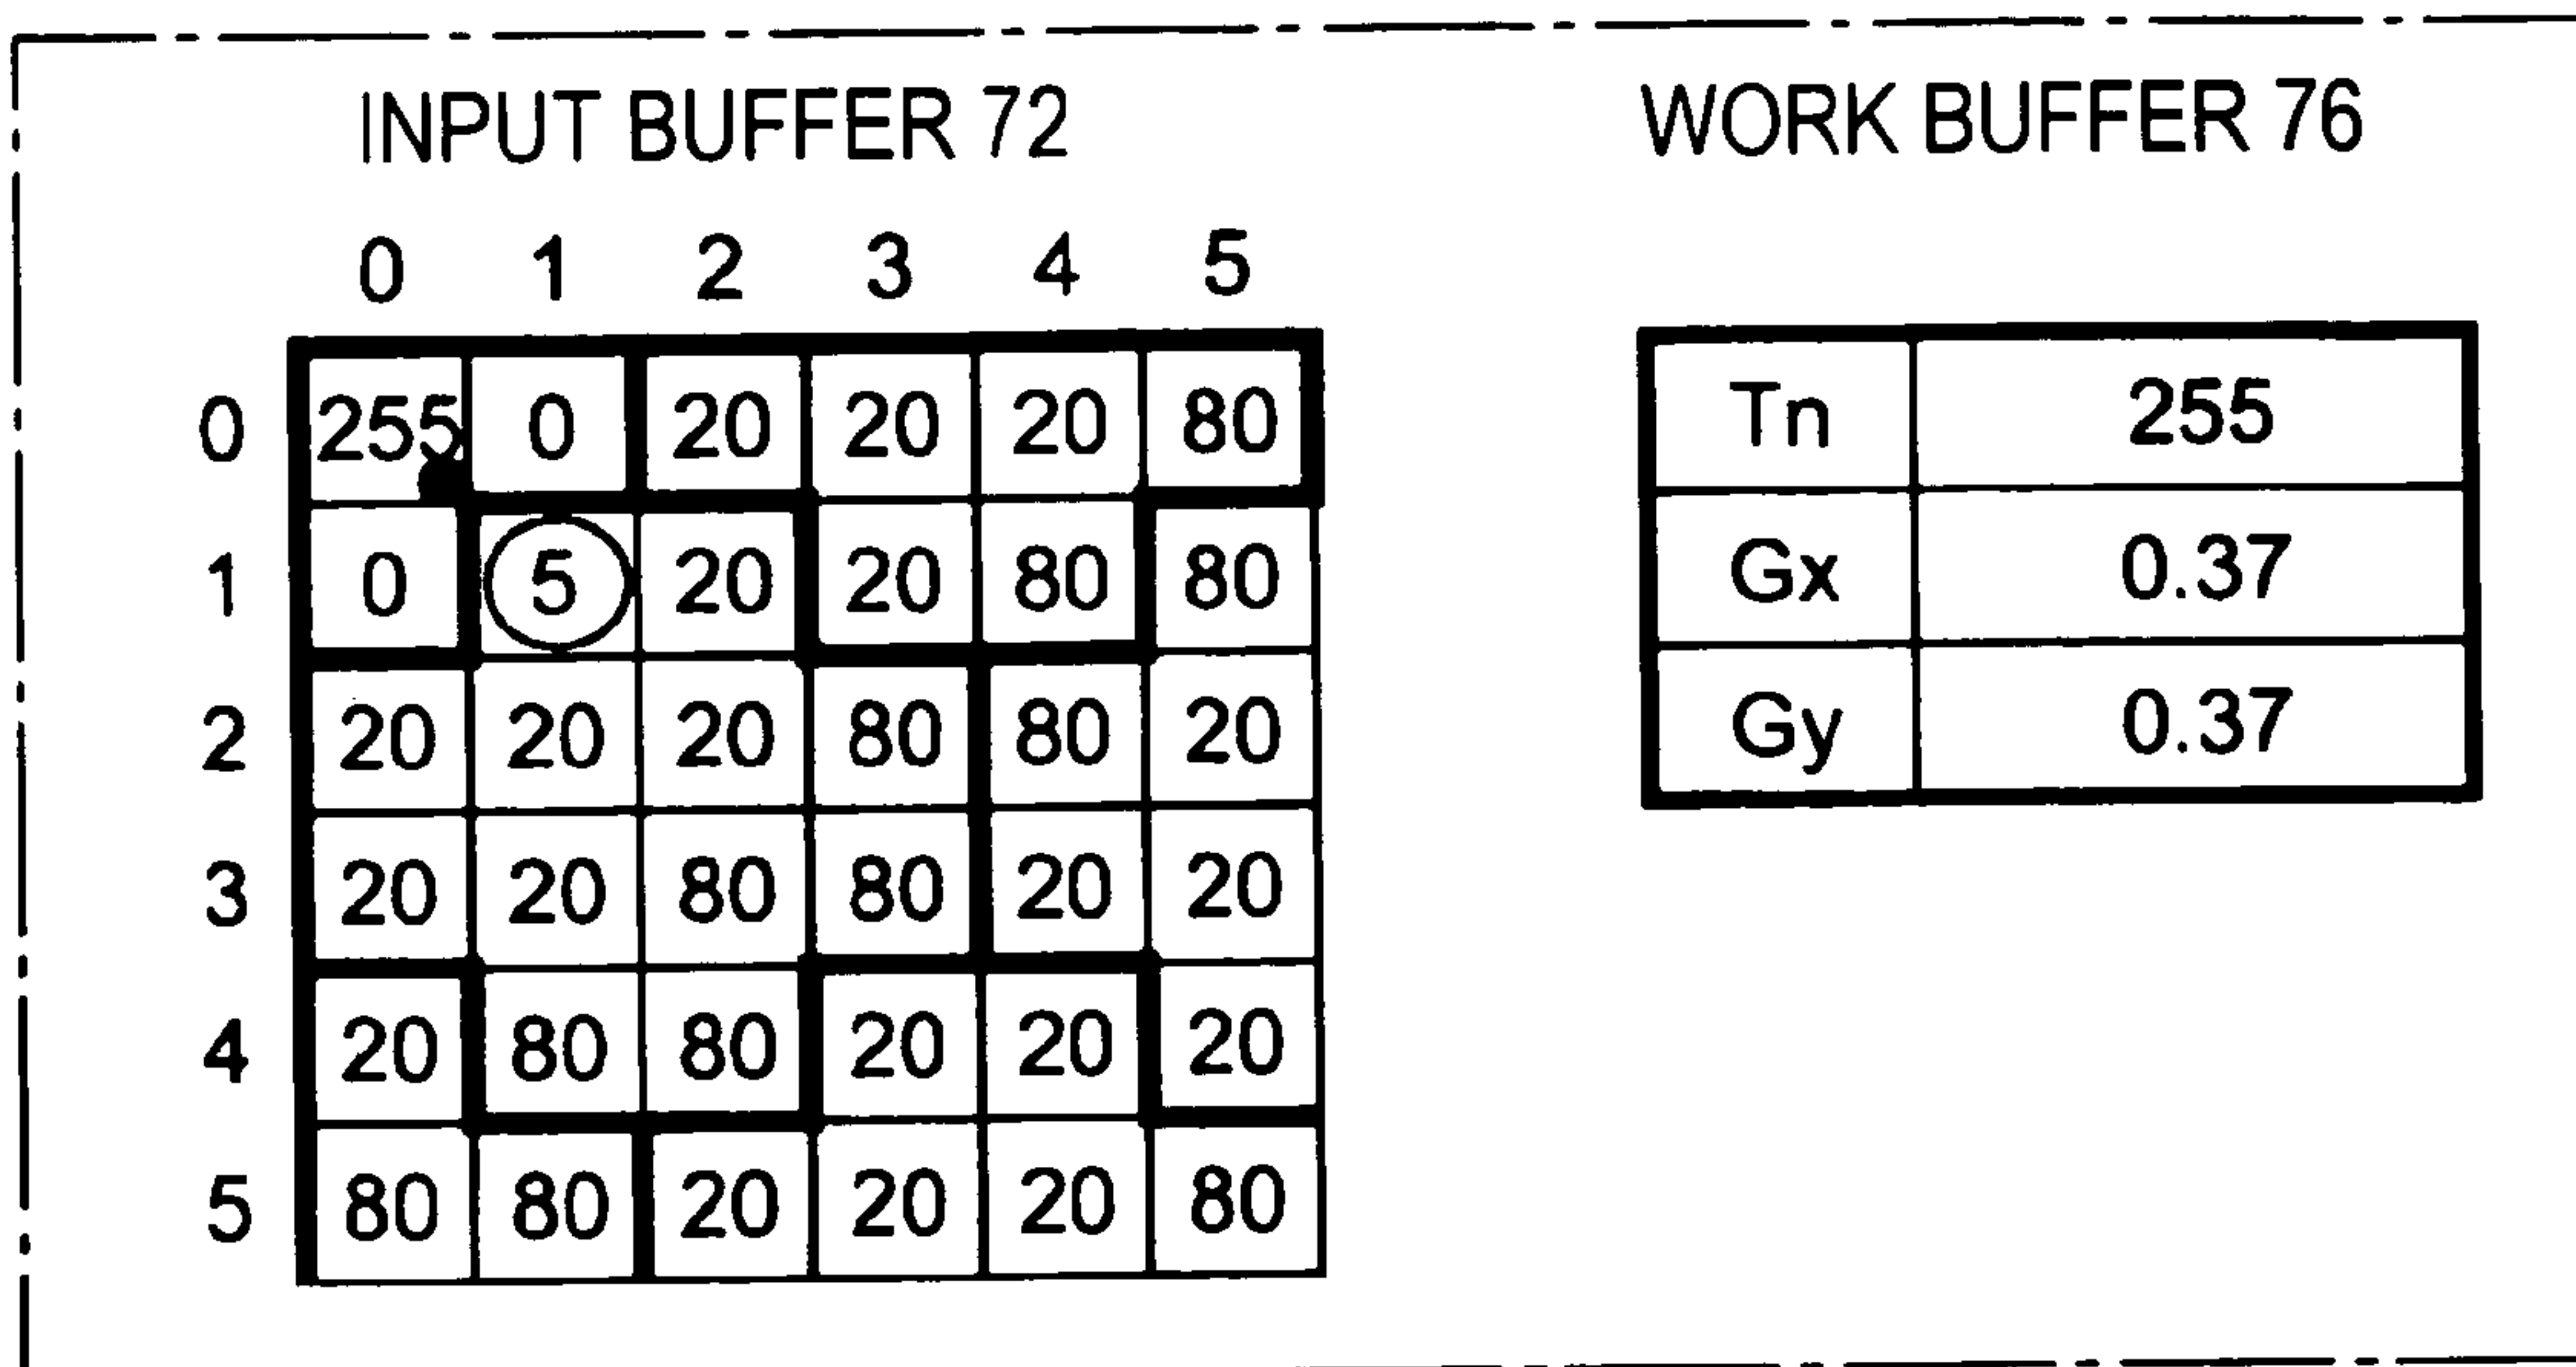 INPUT BUFFER 72 WORK BUFFER 76
0 1 2 3 4 5
0 255 0 20 20 20 80 Tn 255
1 0 5 20 20 80 80 Gx 0.37
2 20 20 20 80 80 20 Gy 0.37
3 20 20 80 80 20 20
4 20 80 80 20 20 20
5 80 80 20 20 20 80